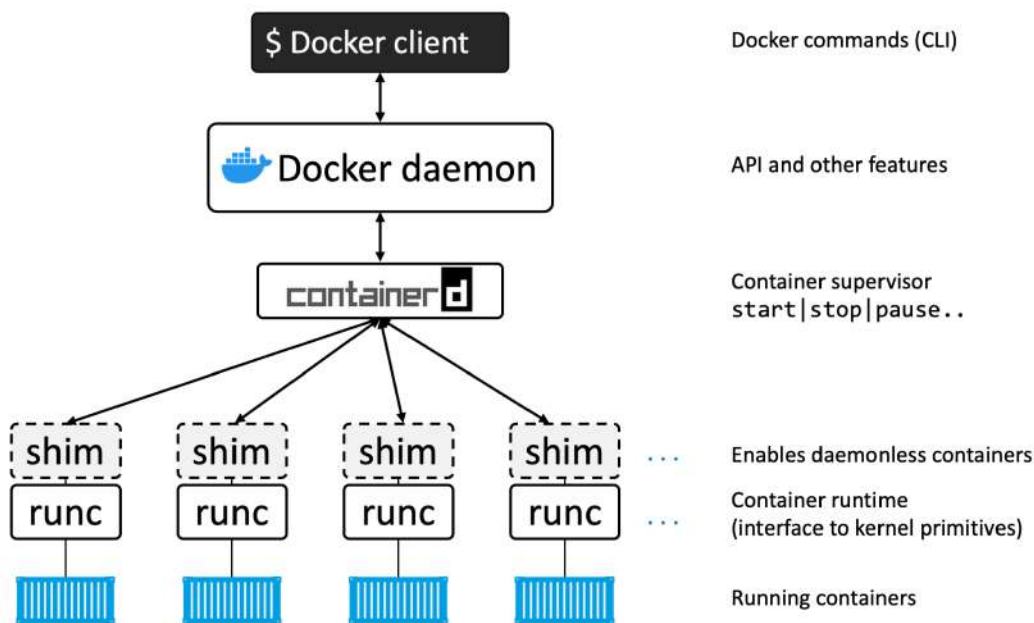 $ Docker client
Docker commands (CLI)
Docker daemon
API and other features
containerd
Container supervisor
start|stop|pause..
shim shim shim shim ...
Enables daemonless containers
runc runc runc runc ...
Container runtime
(interface to kernel primitives)
Running containers